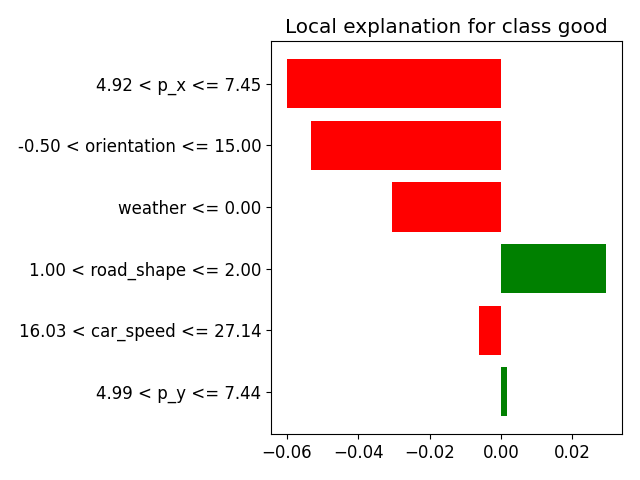 Local explanation for class good
4.92 < p_x <= 7.45
-0.50 < orientation <= 15.00
weather <= 0.00
1.00 < road_shape <= 2.00
16.03 < car_speed <= 27.14
4.99 < p_y <= 7.44
−0.06 −0.04 −0.02 0.00 0.02